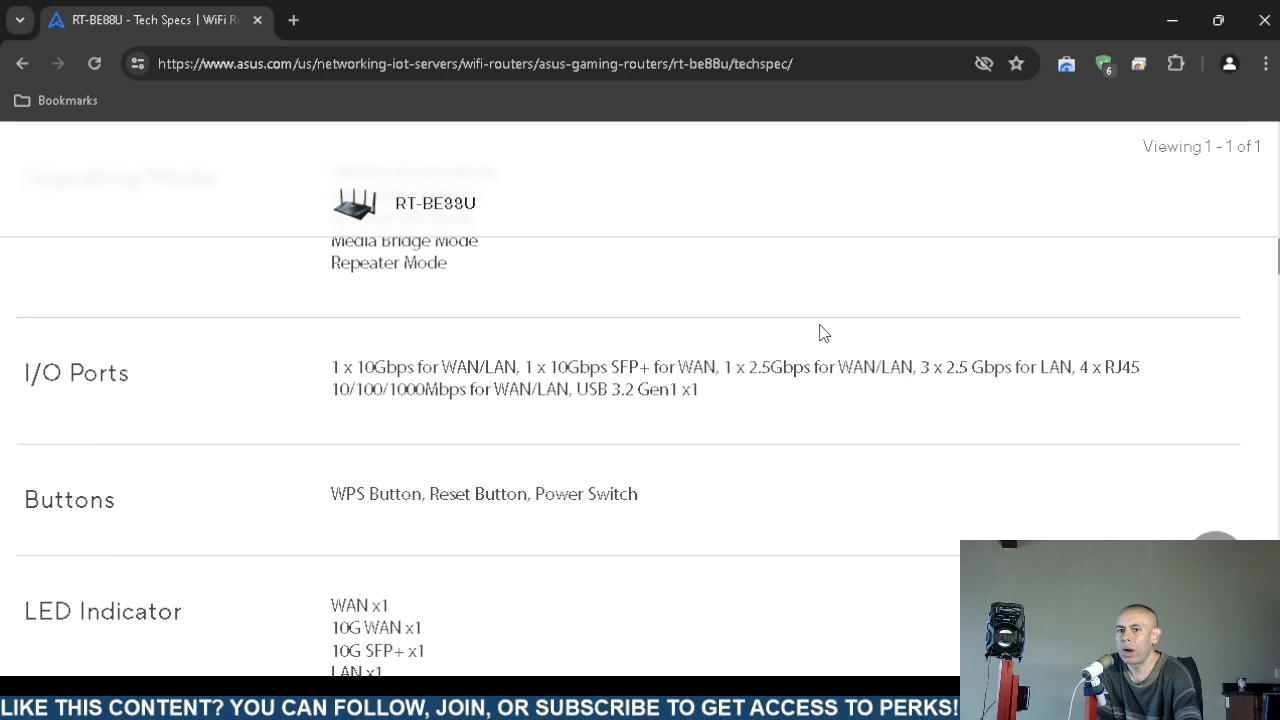 RT-BE88U - Tech Specs | WiFi R
https://www.asus.com/us/networking-iot-servers/wifi-routers/asus-gaming-routers/rt-be88u/techspec/
6
Bookmarks
Viewing 1 - 1 of 1
Operating Mode
RT-BE88U
Media Bridge Mode
Repeater Mode
I/O Ports
1 x 10Gbps for WAN/LAN, 1 x 10Gbps SFP+ for WAN, 1 x 2.5Gbps for WAN/LAN, 3 x 2.5 Gbps for LAN, 4 x RJ45
10/100/1000Mbps for WAN/LAN, USB 3.2 Gen1 x1
Buttons
WPS Button, Reset Button, Power Switch
LED Indicator
WAN x1
10G WAN x1
10G SFP+ x1
LAN x1
LIKE THIS CONTENT? YOU CAN FOLLOW, JOIN, OR SUBSCRIBE TO GET ACCESS TO PERKS!